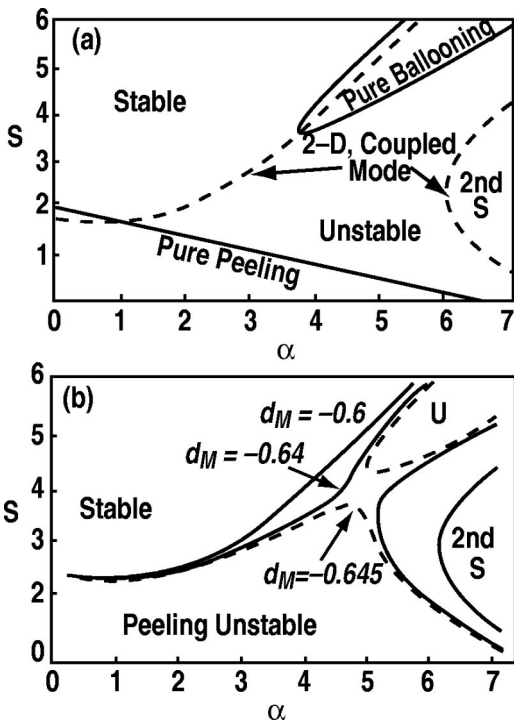 (a)
6
5
4
3
2
1
S
Stable
Pure Ballooning
2–D, Coupled
Mode
2nd
S
Unstable
Pure Peeling
0 1 2 3 4 5 6 7
α
(b)
6
5
4
3
2
0
S
d_M = –0.6
U
d_M = –0.64
Stable
2nd
S
d_M=–0.645
Peeling Unstable
0 1 2 3 4 5 6 7
α